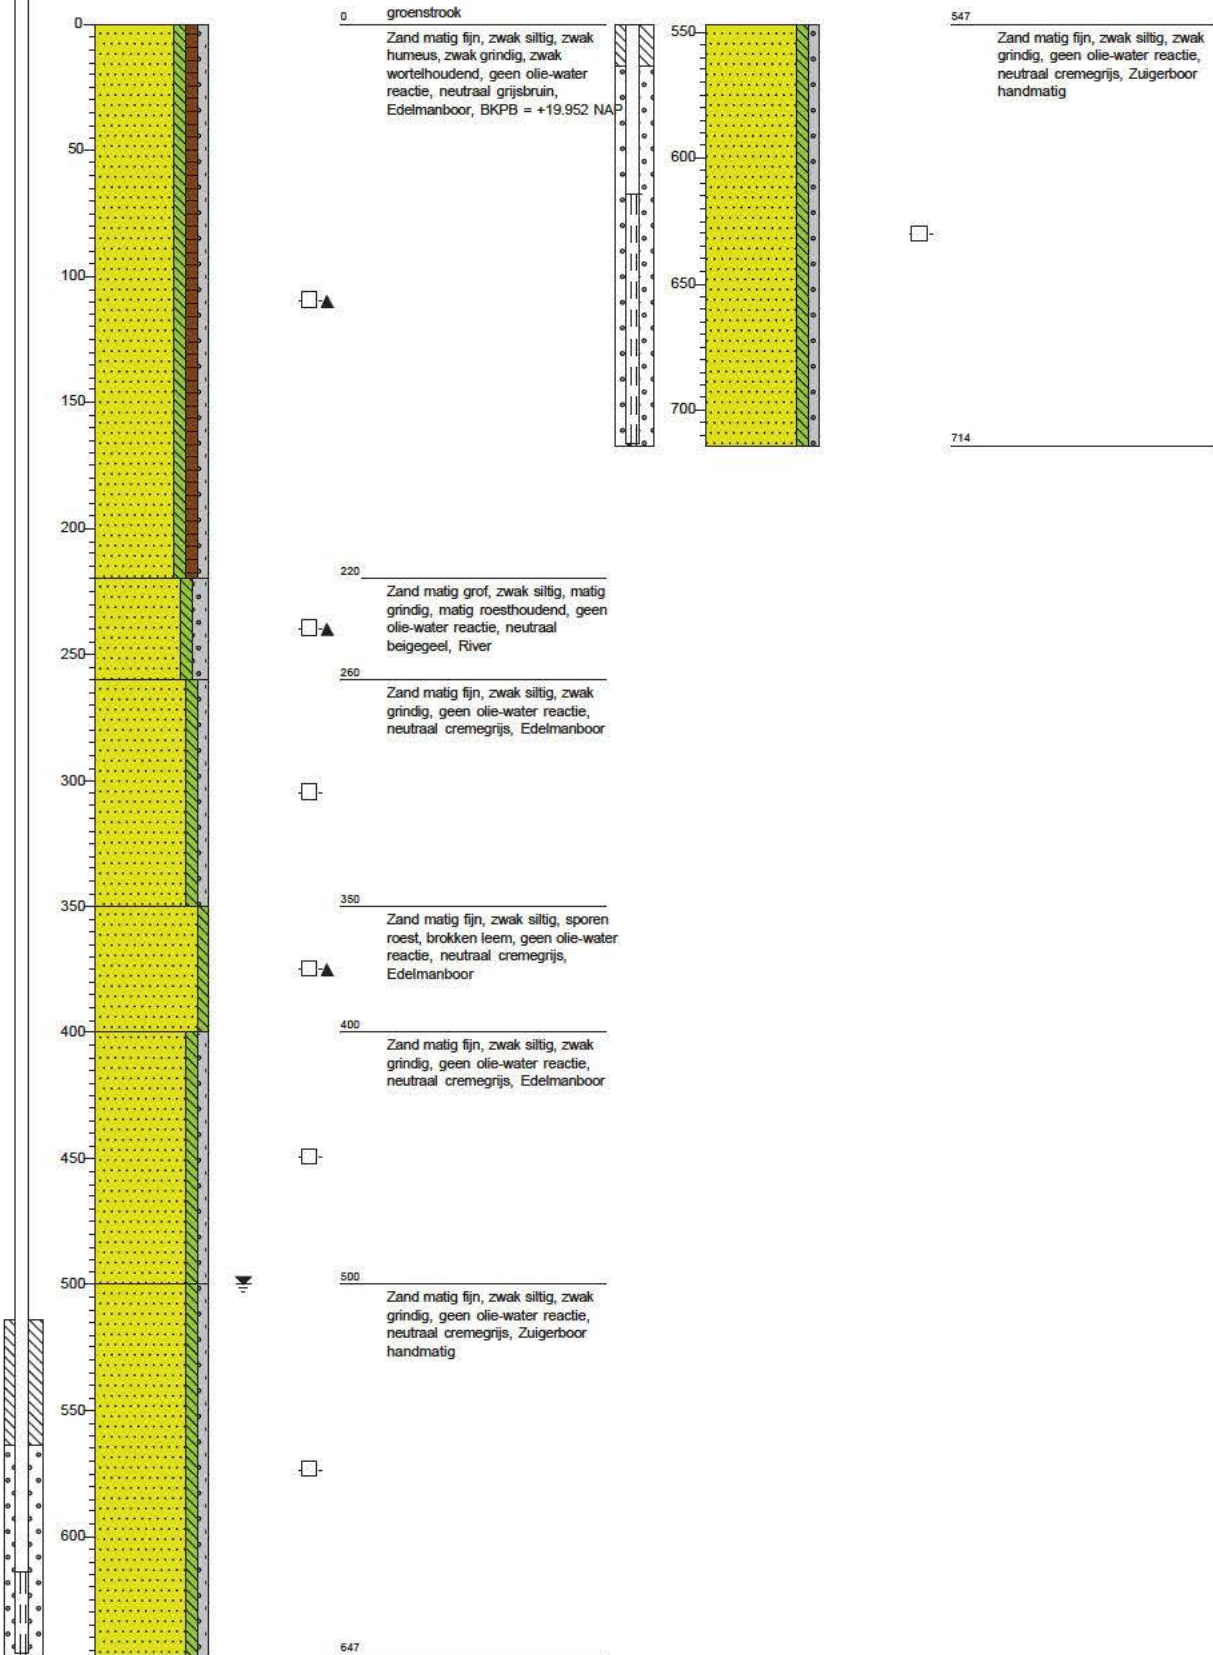 0
50
100
150
200
250
300
350
400
450
500
550
600
0
groenstrook
Zand matig fijn, zwak siltig, zwak
humeus, zwak grindig, zwak
wortelhoudend, geen olie-water
reactie, neutraal grijsbruin,
Edelmanboor, BKPB = +19.952 NAP
220
Zand matig grof, zwak siltig, matig
grindig, matig roesthoudend, geen
olie-water reactie, neutraal
beigegeel, River
260
Zand matig fijn, zwak siltig, zwak
grindig, geen olie-water reactie,
neutraal cremegrijs, Edelmanboor
350
Zand matig fijn, zwak siltig, sporen
roest, brokken leem, geen olie-water
reactie, neutraal cremegrijs,
Edelmanboor
400
Zand matig fijn, zwak siltig, zwak
grindig, geen olie-water reactie,
neutraal cremegrijs, Edelmanboor
500
Zand matig fijn, zwak siltig, zwak
grindig, geen olie-water reactie,
neutraal cremegrijs, Zuigerboor
handmatig
647
550
600
650
700
547
Zand matig fijn, zwak siltig, zwak
grindig, geen olie-water reactie,
neutraal cremegrijs, Zuigerboor
handmatig
714